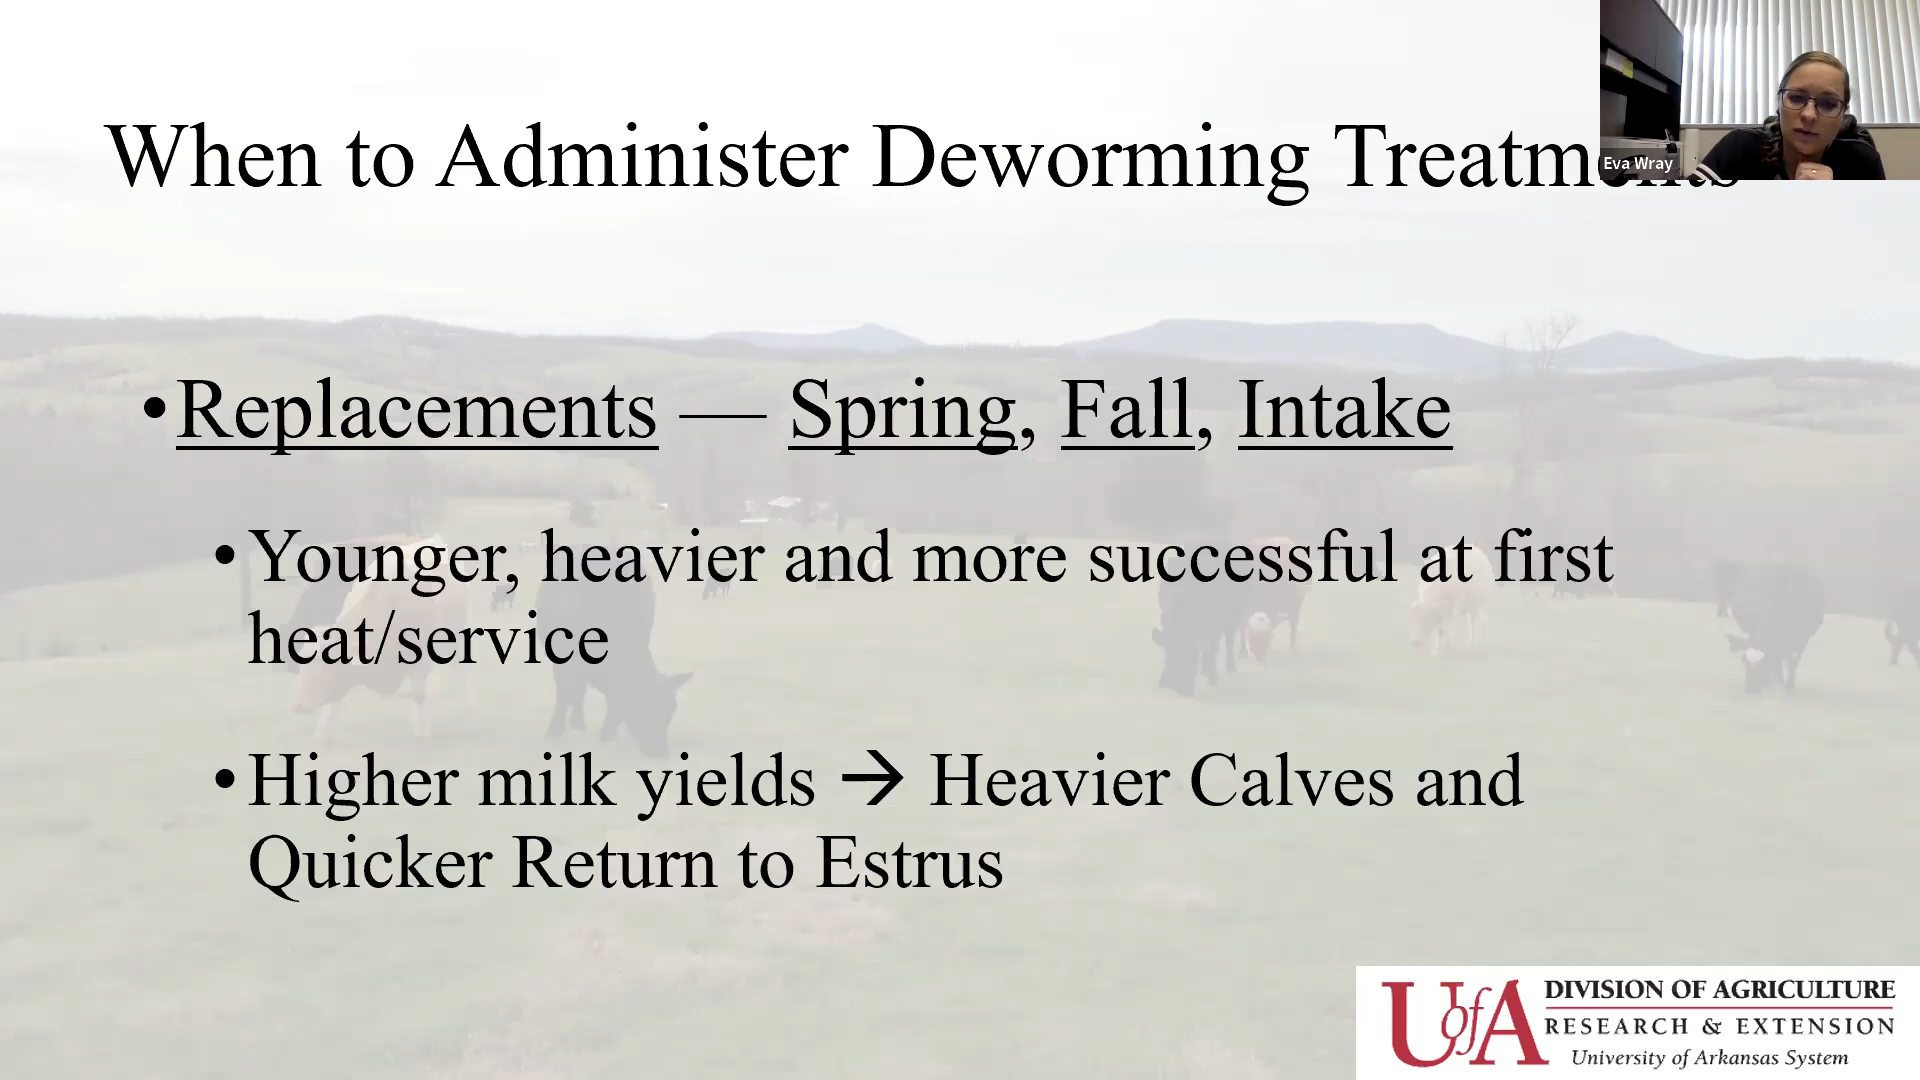 When to Administer Deworming Treatments
Eva Wray
•Replacements — Spring, Fall, Intake
•Younger, heavier and more successful at first
heat/service
•Higher milk yields → Heavier Calves and
Quicker Return to Estrus
UofA
DIVISION OF AGRICULTURE
RESEARCH & EXTENSION
University of Arkansas System